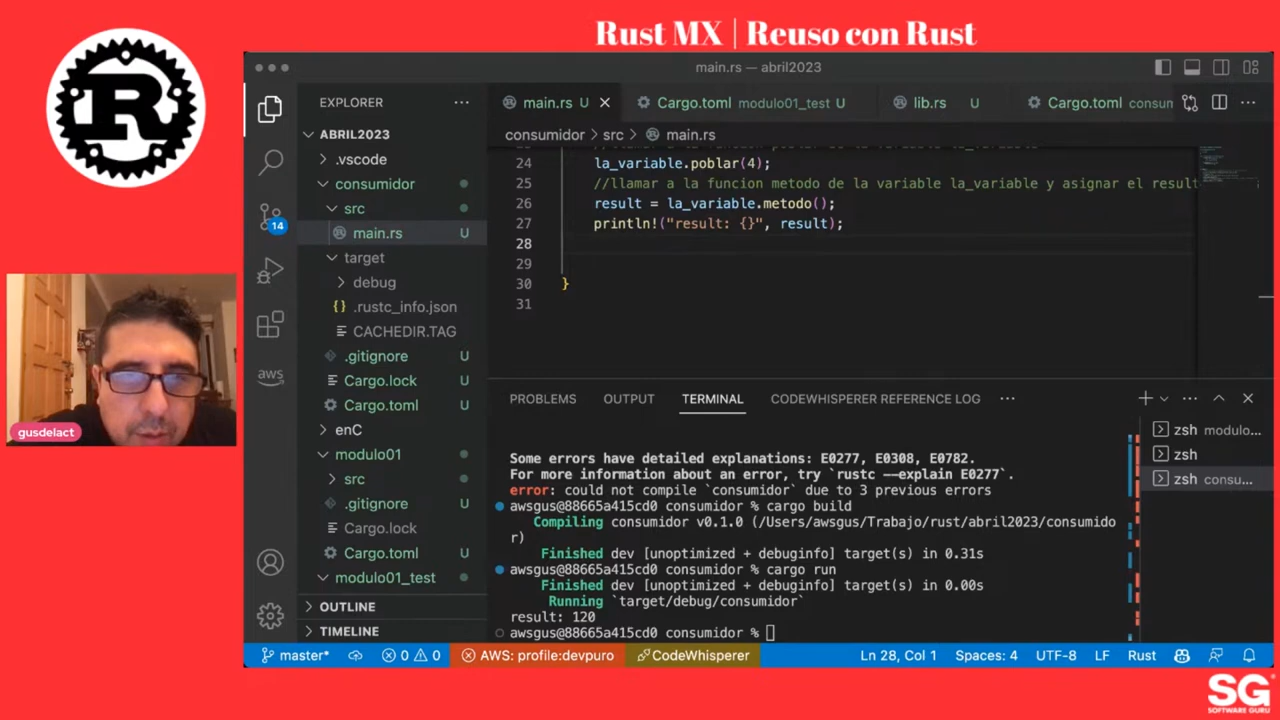 Rust MX | Reuso con Rust
main.rs — abril2023
EXPLORER
ABRIL2023
.vscode
consumidor
src
main.rs U
target
debug
{} .rustc_info.json
CACHEDIR.TAG
.gitignore U
Cargo.lock U
Cargo.toml U
enC
modulo01
src
.gitignore U
Cargo.lock
Cargo.toml U
modulo01_test
OUTLINE
TIMELINE
14
aws
main.rs U
Cargo.toml modulo01_test U
lib.rs U
Cargo.toml consum
consumidor > src > main.rs
24 la_variable.poblar(4);
25 //llamar a la funcion metodo de la variable la_variable y asignar el result
26 result = la_variable.metodo();
27 println!("result: {}", result);
28
29
30 }
31
PROBLEMS OUTPUT TERMINAL CODEWHISPERER REFERENCE LOG
Some errors have detailed explanations: E0277, E0308, E0782.
For more information about an error, try `rustc --explain E0277`.
error: could not compile `consumidor` due to 3 previous errors
awsgus@88665a415cd0 consumidor % cargo build
Compiling consumidor v0.1.0 (/Users/awsgus/Trabajo/rust/abril2023/consumido
r)
Finished dev [unoptimized + debuginfo] target(s) in 0.31s
awsgus@88665a415cd0 consumidor % cargo run
Finished dev [unoptimized + debuginfo] target(s) in 0.00s
Running `target/debug/consumidor`
result: 120
awsgus@88665a415cd0 consumidor %
zsh modulo...
zsh
zsh consu...
master* 0 0 AWS: profile:devpuro CodeWhisperer Ln 28, Col 1 Spaces: 4 UTF-8 LF Rust
gusdelact
R
SG
SOFTWARE GURU